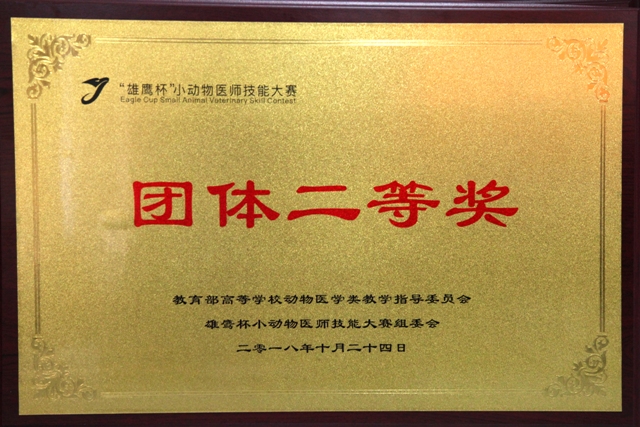 “雄鹰杯”小动物医师技能大赛
Eagle Cup Small Animal Veterinary Skill Contest
团体二等奖
教育部高等学校动物医学类教学指导委员会
雄鹰杯小动物医师技能大赛组委会
二零一八年十月二十四日